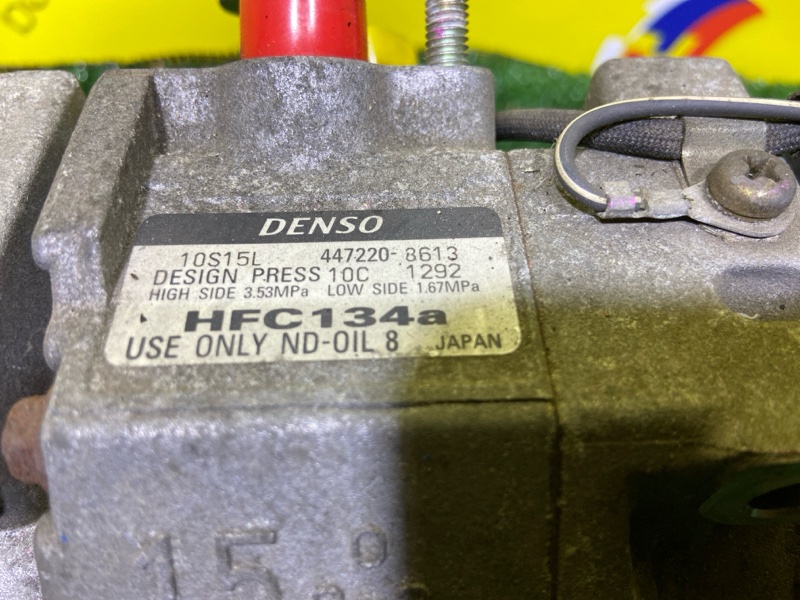 DENSO
10S15L 447220-8613
DESIGN PRESS 10C 1292
HIGH SIDE 3.53MPa LOW SIDE 1.67MPa
HFC134a
USE ONLY ND-OIL 8 JAPAN
15